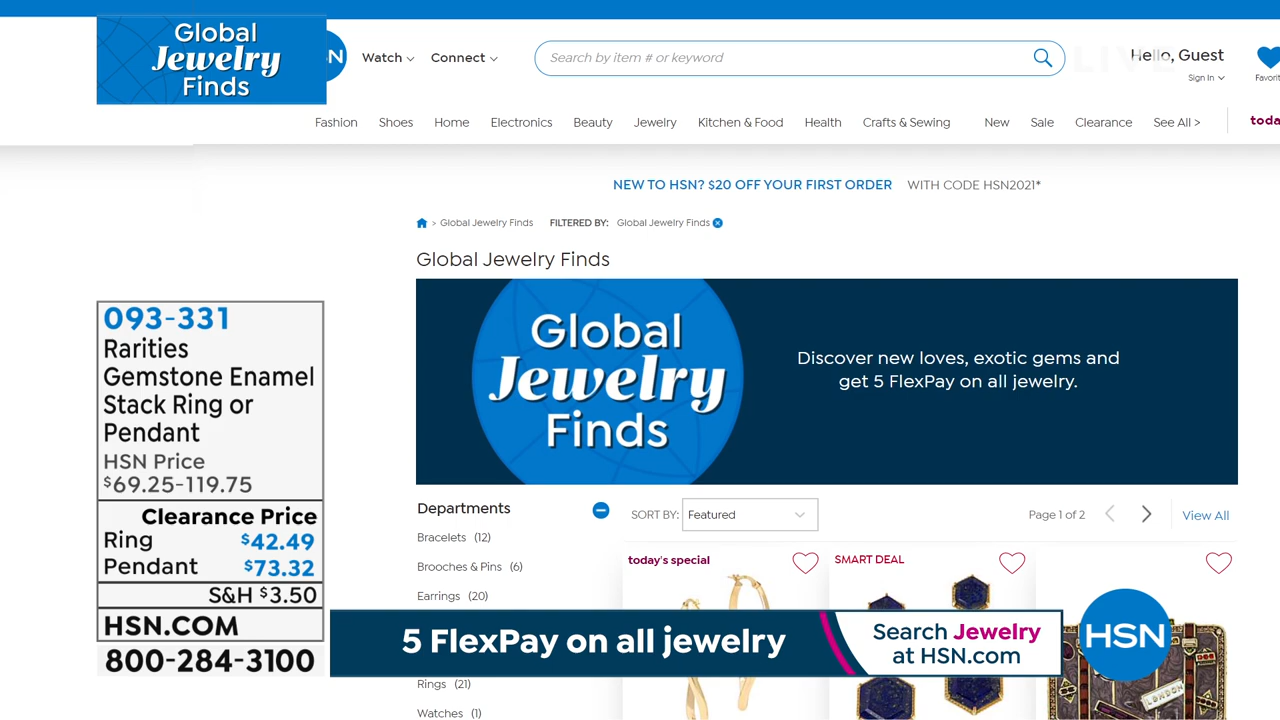 Global
Jewelry
Finds
N
Watch
Connect
Search by item # or keyword
LIVE
Hello, Guest
Sign In
Favorit
Fashion
Shoes
Home
Electronics
Beauty
Jewelry
Kitchen & Food
Health
Crafts & Sewing
New
Sale
Clearance
See All >
toda
NEW TO HSN? $20 OFF YOUR FIRST ORDER WITH CODE HSN2021*
> Global Jewelry Finds FILTERED BY: Global Jewelry Finds
Global Jewelry Finds
Global
Jewelry
Finds
Discover new loves, exotic gems and
get 5 FlexPay on all jewelry.
093-331
Rarities
Gemstone Enamel
Stack Ring or
Pendant
HSN Price
$69.25-119.75
Clearance Price
Ring $42.49
Pendant $73.32
S&H $3.50
HSN.COM
800-284-3100
Departments
Bracelets (12)
Brooches & Pins (6)
Earrings (20)
Rings (21)
Watches (1)
SORT BY: Featured
Page 1 of 2
View All
today's special
SMART DEAL
LONDON
5 FlexPay on all jewelry
Search Jewelry
at HSN.com
HSN